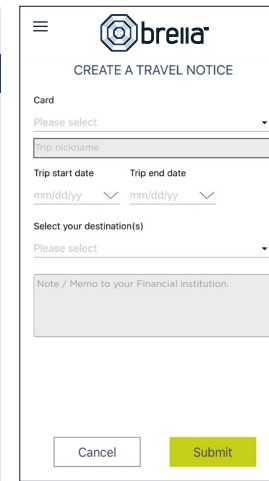 brella
CREATE A TRAVEL NOTICE
Card
Please select
Trip nickname
Trip start date Trip end date
mm/dd/yy mm/dd/yy
Select your destination(s)
Please select
Note / Memo to your Financial institution.
Cancel Submit